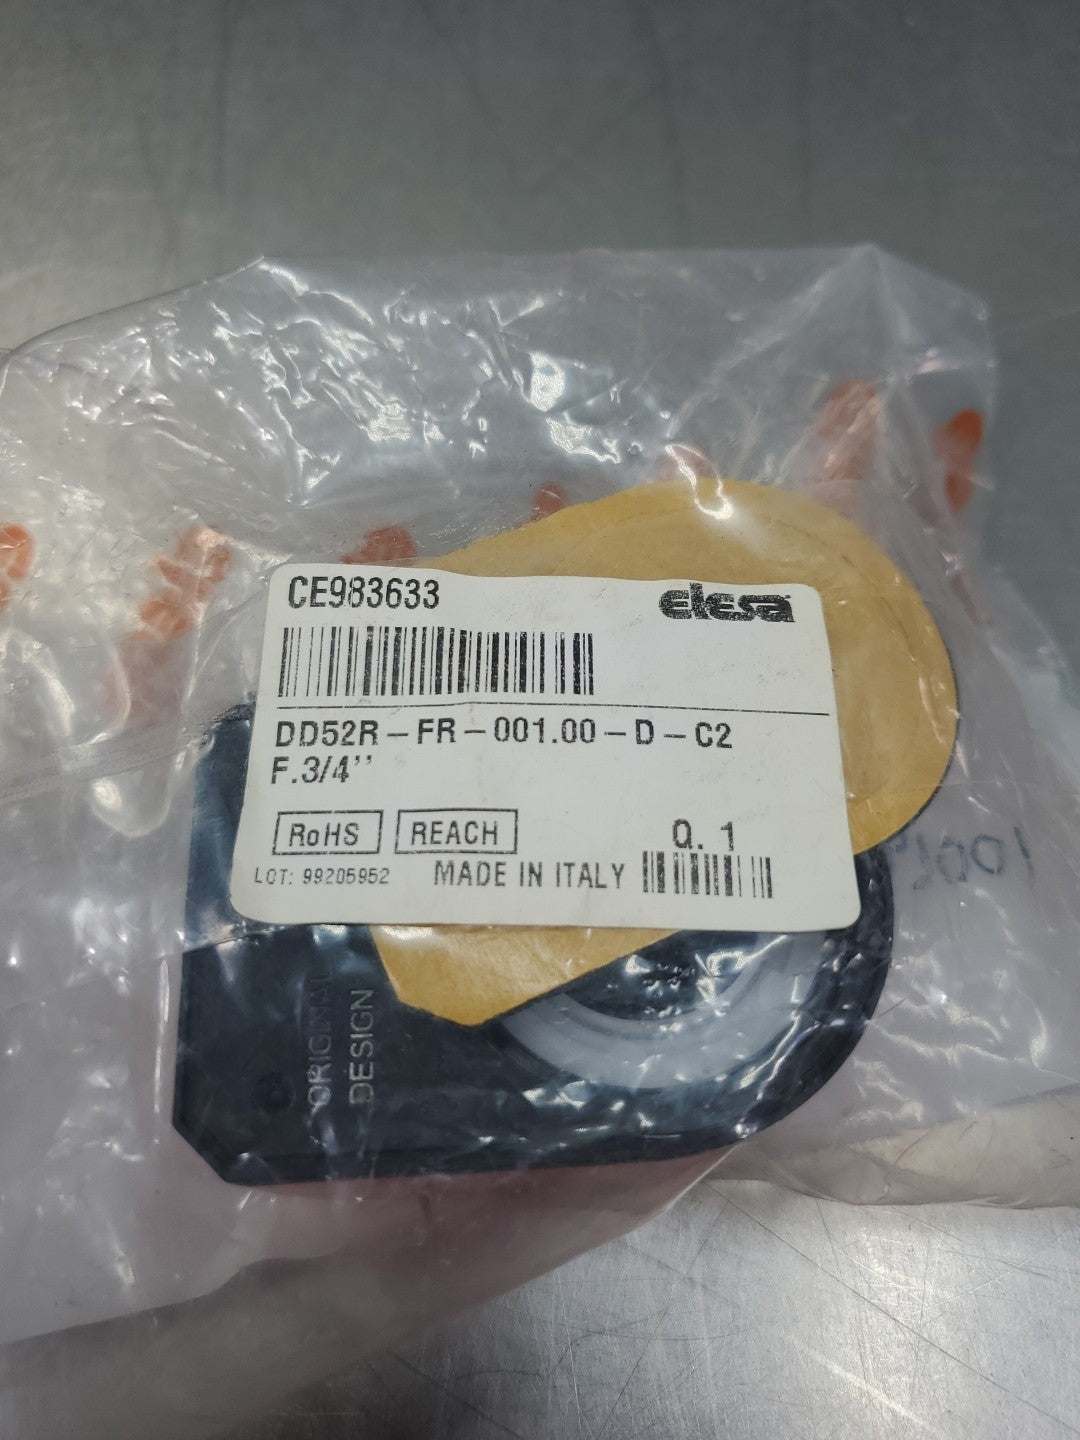 CE983633
elesa
DD52R-FR-001.00-D-C2
F.3/4''
RoHS REACH Q. 1
LOT: 99205952 MADE IN ITALY
ORIGINAL
DESIGN